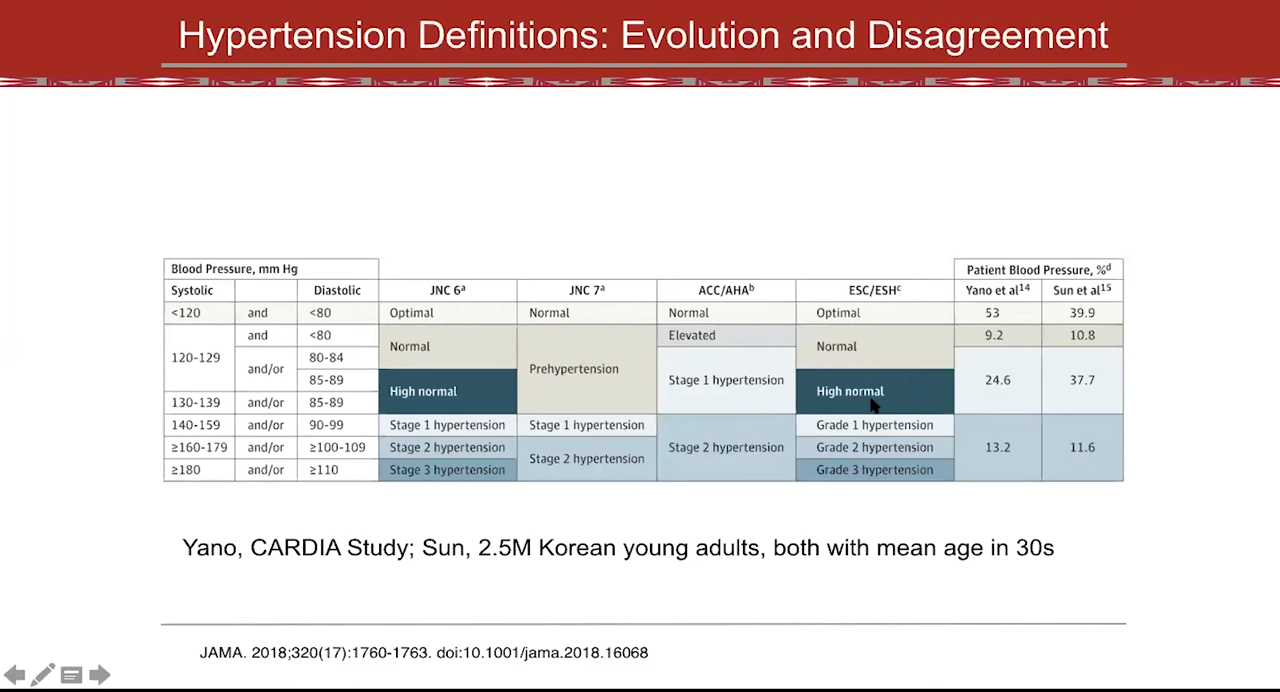 Hypertension Definitions: Evolution and Disagreement
Blood Pressure, mm Hg Patient Blood Pressure, %d
Systolic Diastolic JNC 6a JNC 7a ACC/AHAb ESC/ESHc Yano et al14 Sun et al15
<120 and <80 Optimal Normal Normal Optimal 53 39.9
120-129 and <80 Normal Prehypertension Elevated Normal 9.2 10.8
and/or 80-84 Stage 1 hypertension 24.6 37.7
85-89 High normal High normal
130-139 and/or 85-89
140-159 and/or 90-99 Stage 1 hypertension Stage 1 hypertension Stage 2 hypertension Grade 1 hypertension 13.2 11.6
≥160-179 and/or ≥100-109 Stage 2 hypertension Stage 2 hypertension Grade 2 hypertension
≥180 and/or ≥110 Stage 3 hypertension Grade 3 hypertension
Yano, CARDIA Study; Sun, 2.5M Korean young adults, both with mean age in 30s
JAMA. 2018;320(17):1760-1763. doi:10.1001/jama.2018.16068